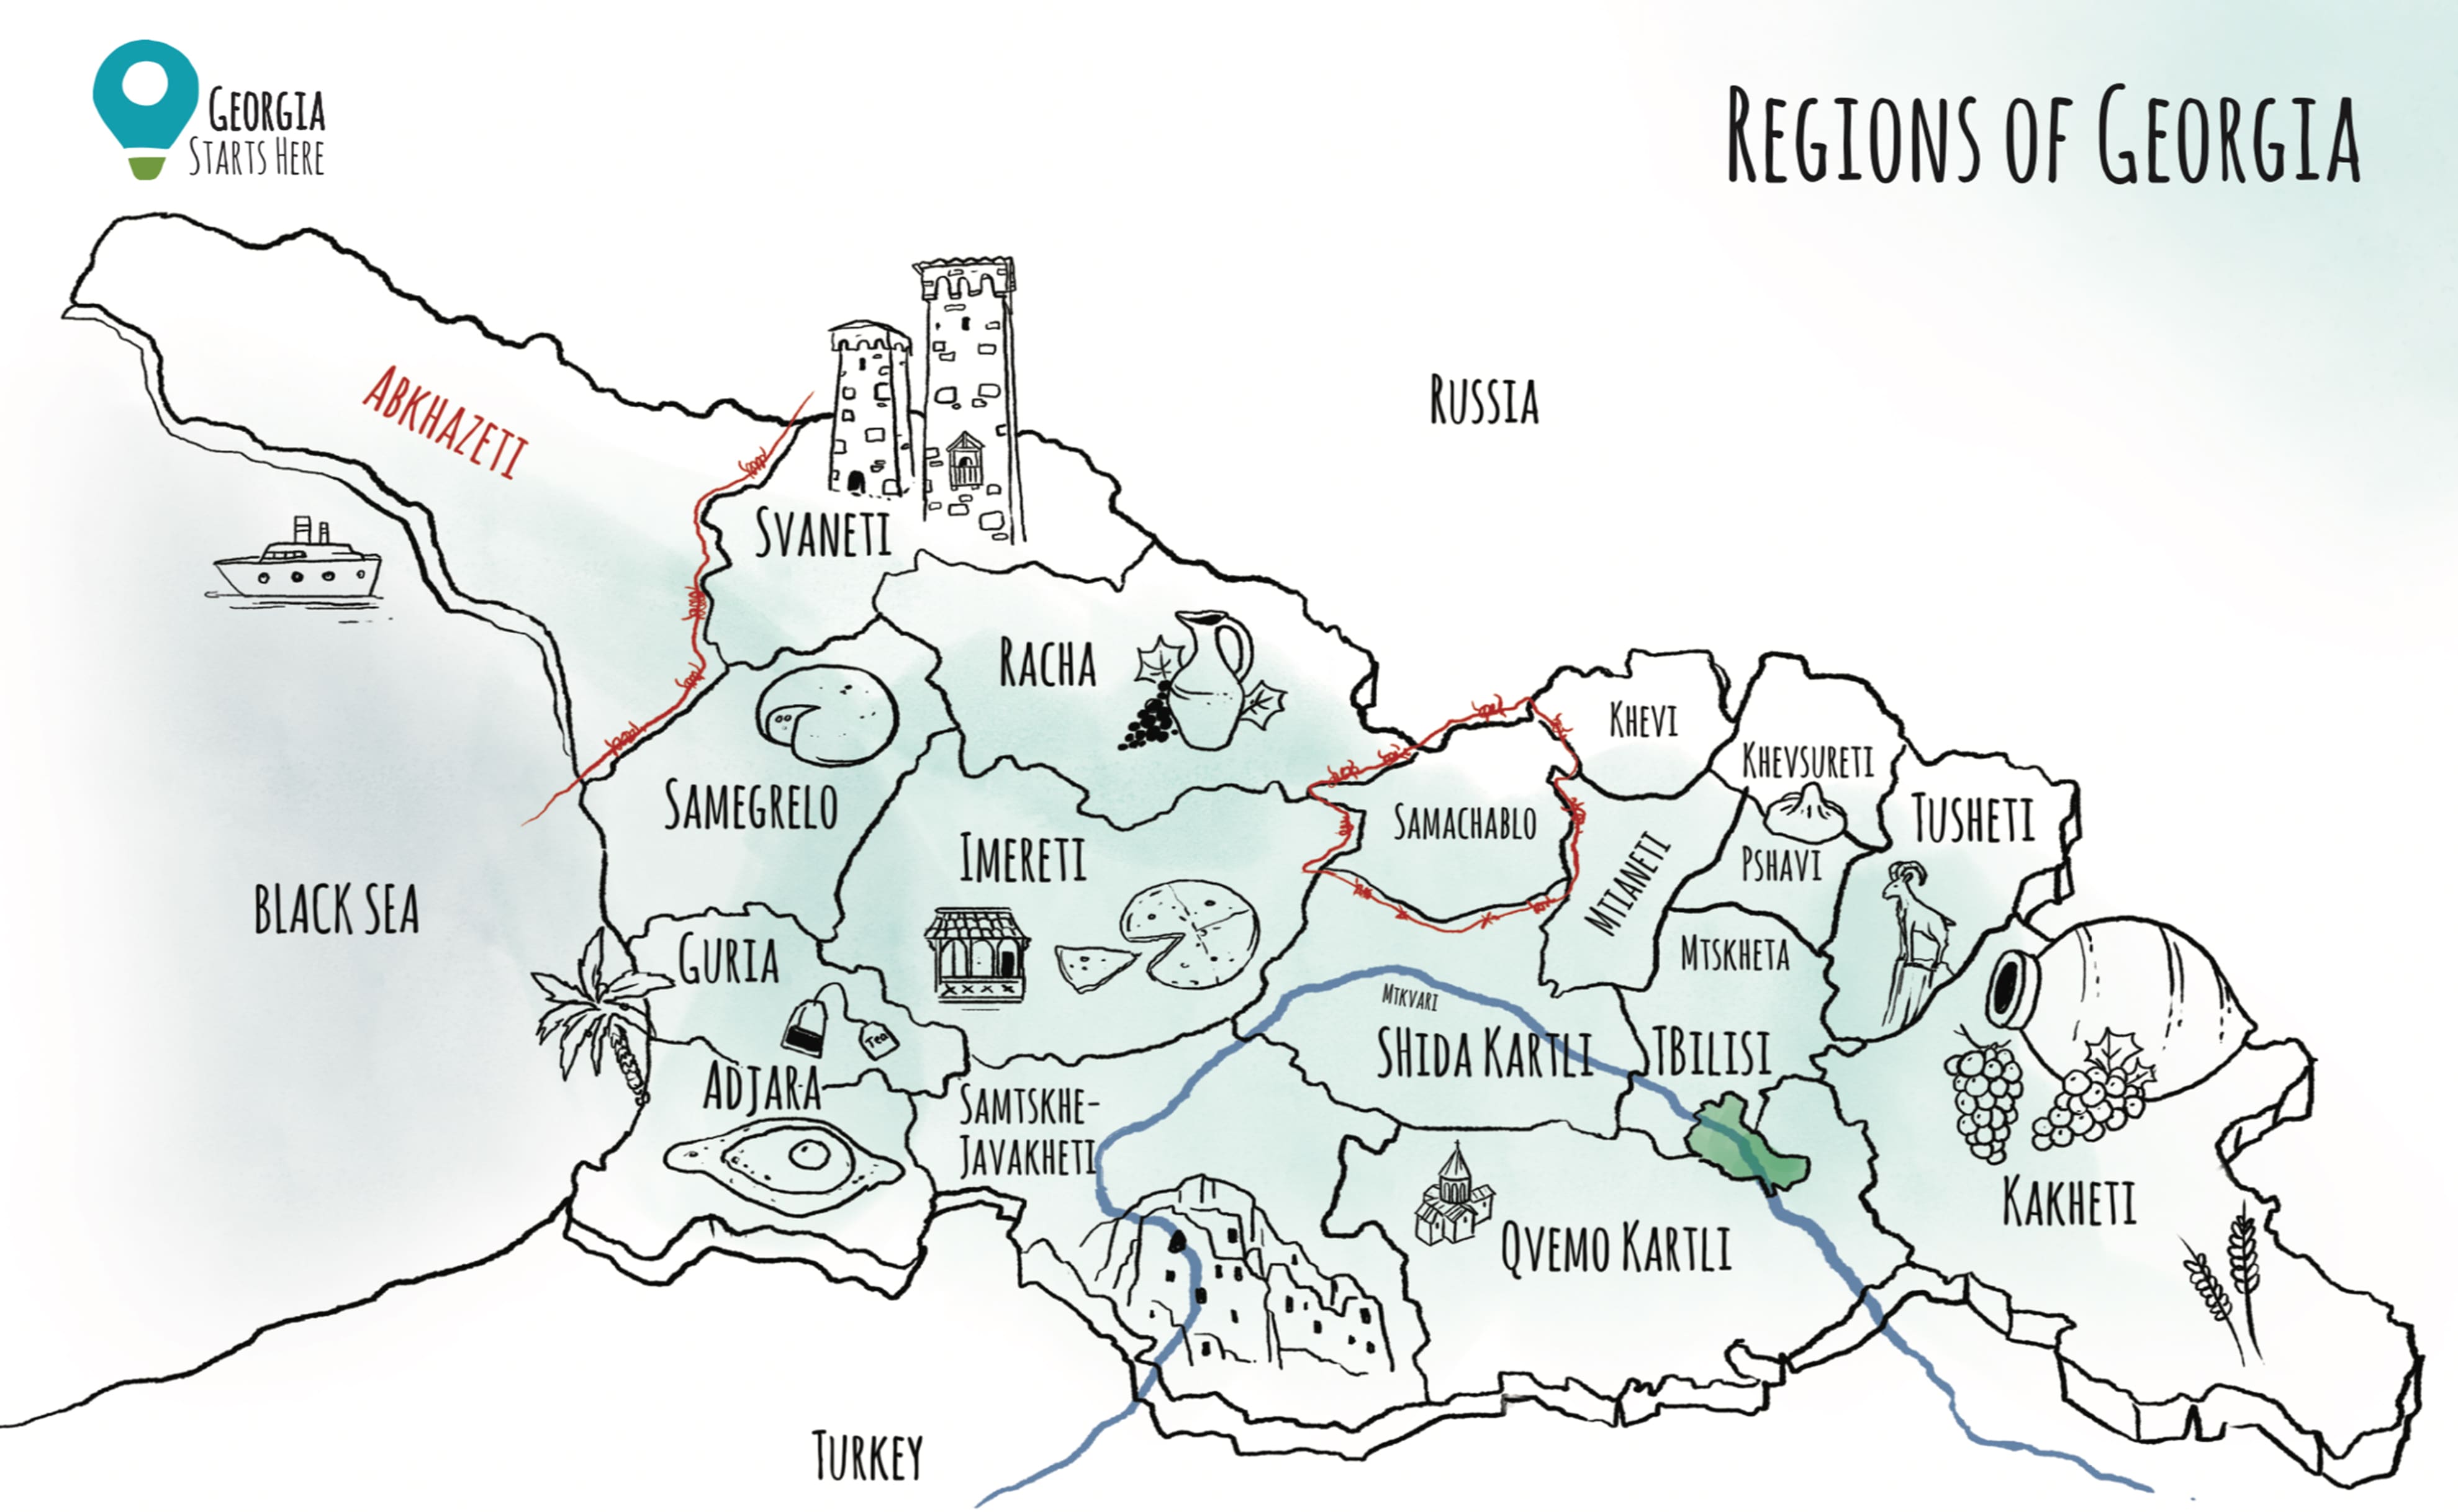 GEORGIA
STARTS HERE
REGIONS OF GEORGIA
RUSSIA
ABKHAZETI
SVANETI
RACHA
KHEVI
KHEVSURETI
SAMEGRELO
SAMACHABLO
TUSHETI
IMERETI
MTIANETI
PSHAVI
BLACK SEA
GURIA
MTSKHETA
MTKVARI
Tea
SHIDA KARTLI
TBILISI
ADJARA
SAMTSKHE-
JAVAKHETI
KAKHETI
QVEMO KARTLI
TURKEY